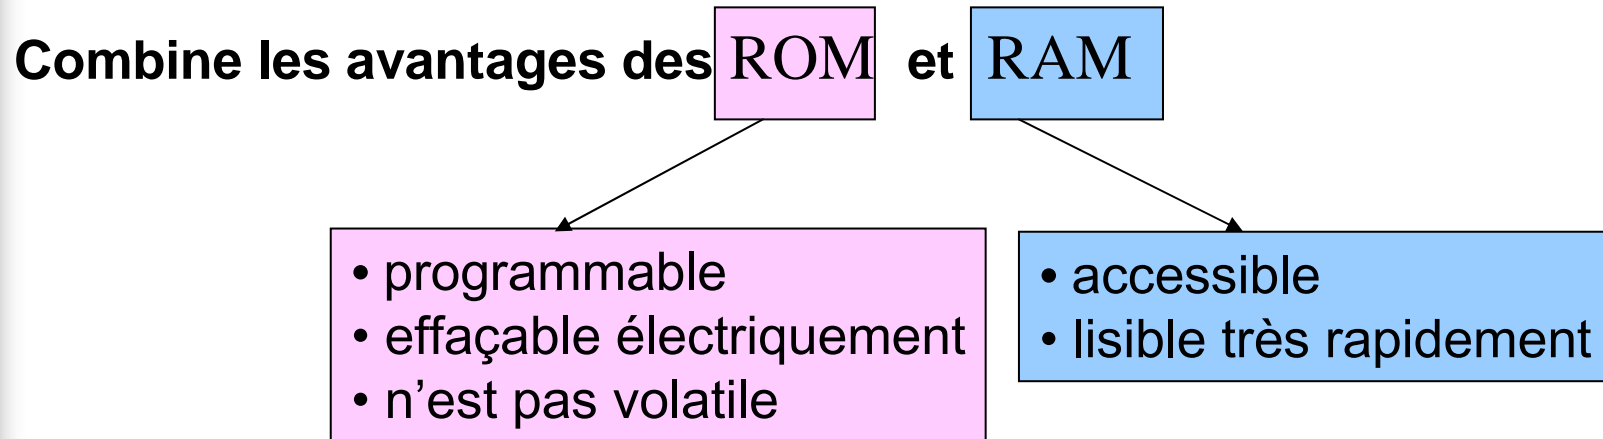 Combine les avantages des ROM et RAM
• programmable
• effaçable électriquement
• n'est pas volatile
• accessible
• lisible très rapidement